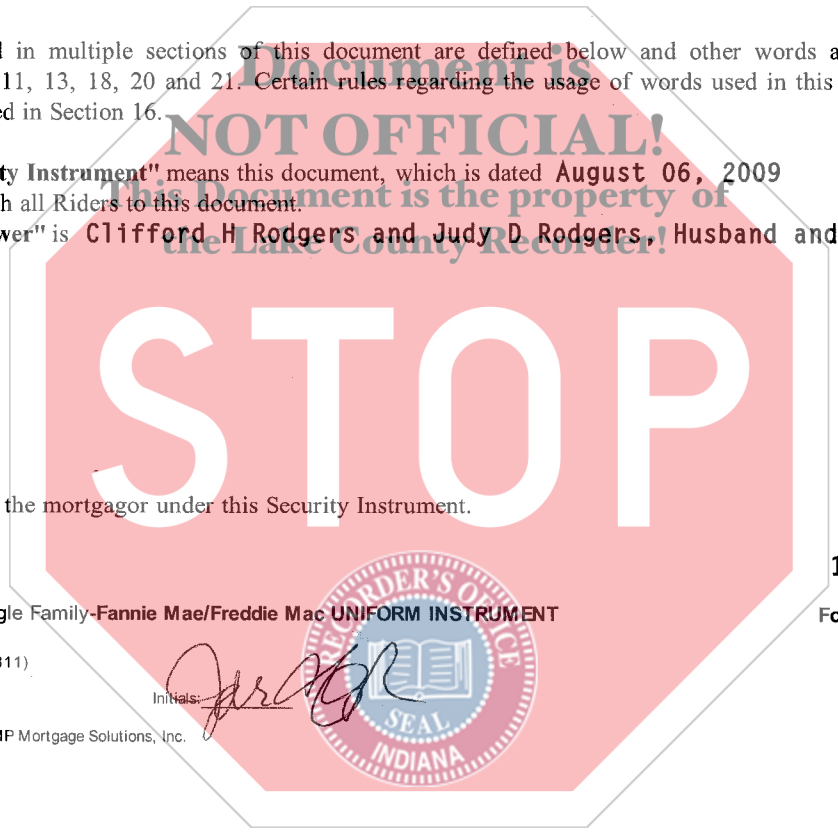 in multiple sections of this document are defined below and other words a
11, 13, 18, 20 and 21. Certain rules regarding the usage of words used in this
ed in Section 16.
Document is
NOT OFFICIAL!
This Document is the property of
the Lake County Recorder!
ty Instrument" means this document, which is dated August 06, 2009
h all Riders to this document.
wer" is Clifford H Rodgers and Judy D Rodgers, Husband and
STOP
the mortgagor under this Security Instrument.
gle Family-Fannie Mae/Freddie Mac UNIFORM INSTRUMENT
Fo
311)
Initials:
MP Mortgage Solutions, Inc.
RECORDER'S OFFICE
SEAL
INDIANA